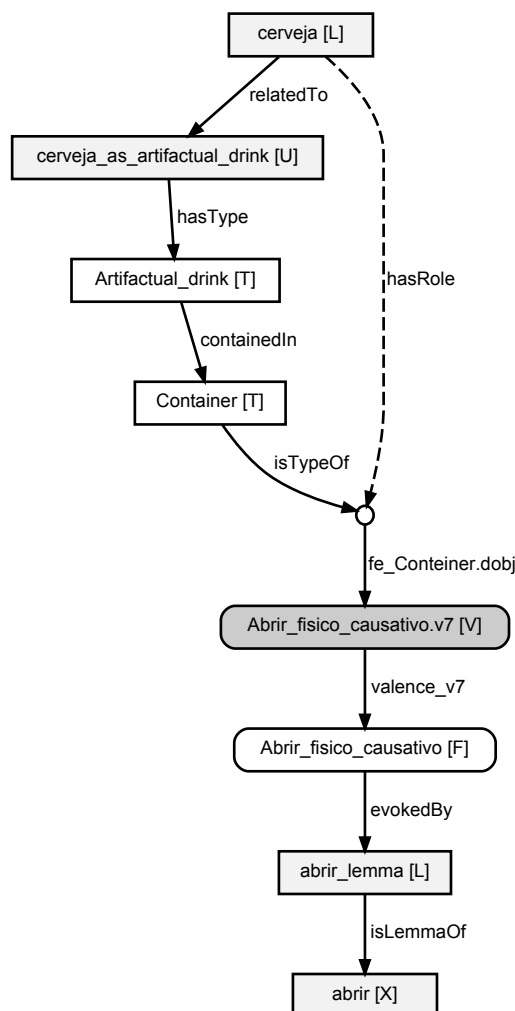 cerveja [L]
relatedTo
cerveja_as_artifactual_drink [U]
hasType
Artifactual_drink [T]
hasRole
containedIn
Container [T]
isTypeOf
fe_Conteiner.dobj
Abrir_fisico_causativo.v7 [V]
valence_v7
Abrir_fisico_causativo [F]
evokedBy
abrir_lemma [L]
isLemmaOf
abrir [X]